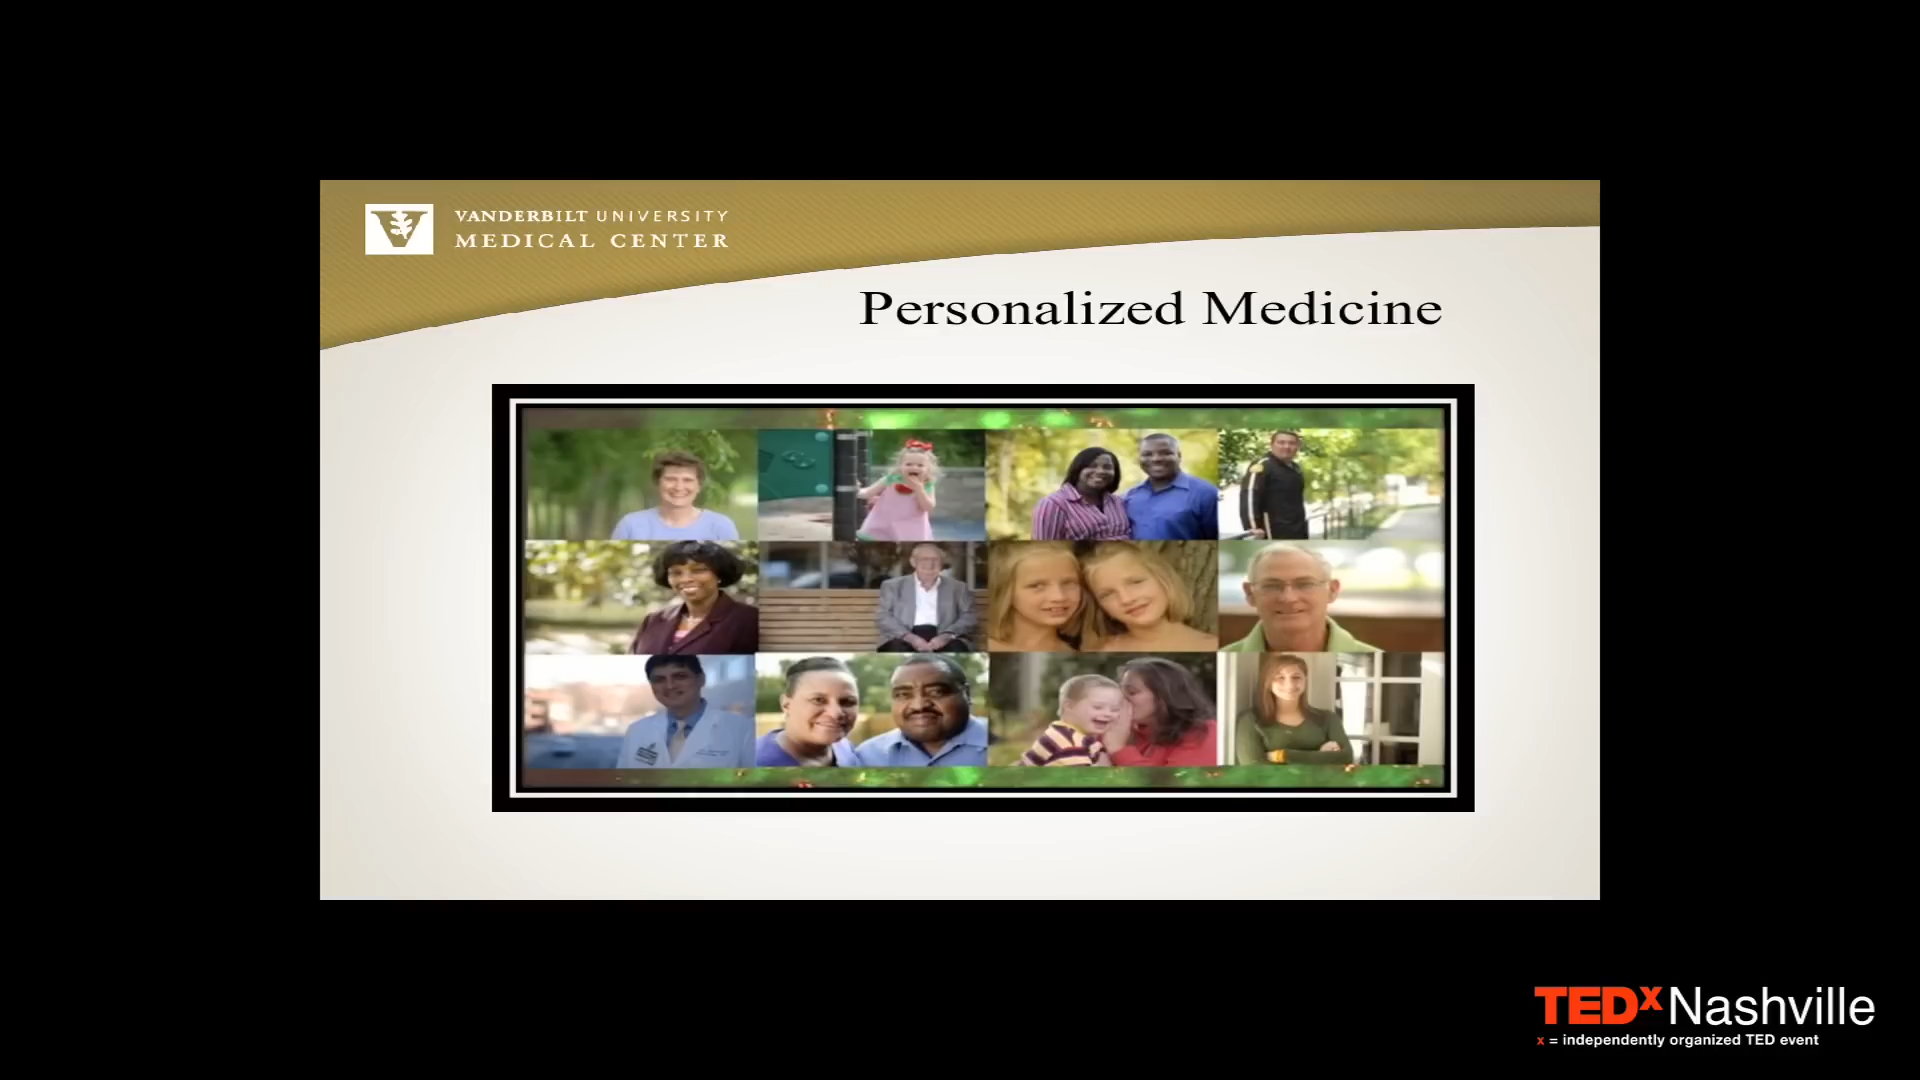 VANDERBILT UNIVERSITY
MEDICAL CENTER
Personalized Medicine
TEDxNashville
x = independently organized TED event